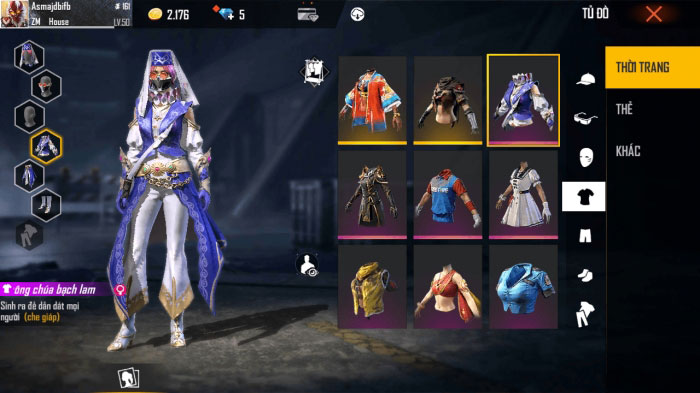 Asmajdbifb
# 161
ZM House
LV.50
2.176
5
TỦ ĐỒ
THỜI TRANG
THẺ
KHÁC
ông chúa bạch lam
Sinh ra để dẫn dắt mọi
người (che giáp)